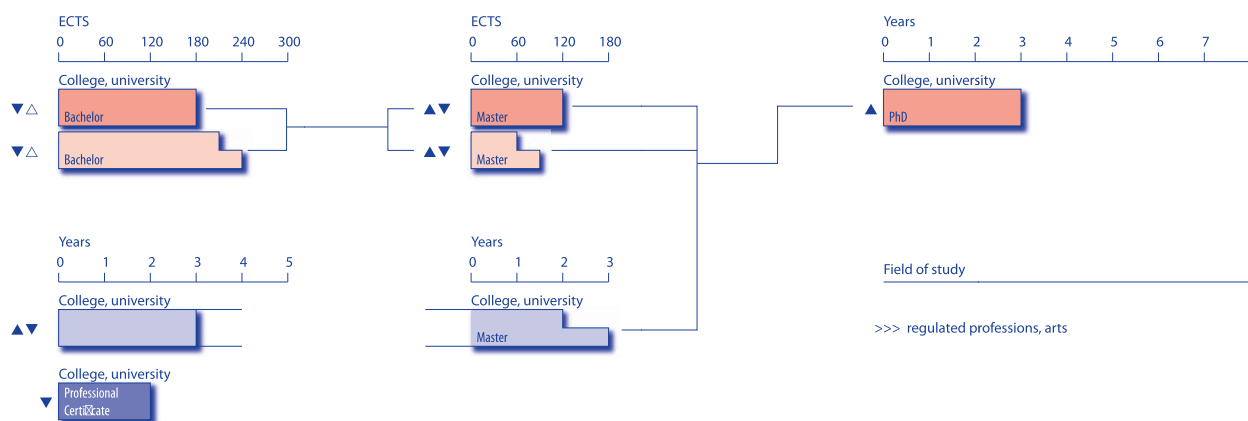 ECTS
0 60 120 180 240 300
College, university
Bachelor
Bachelor
ECTS
0 60 120 180
College, university
Master
Master
Years
0 1 2 3 4 5 6 7
College, university
PhD
Years
0 1 2 3 4 5
College, university
College, university
Professional
Certi☒cate
Years
0 1 2 3
College, university
Master
Field of study
>>> regulated professions, arts